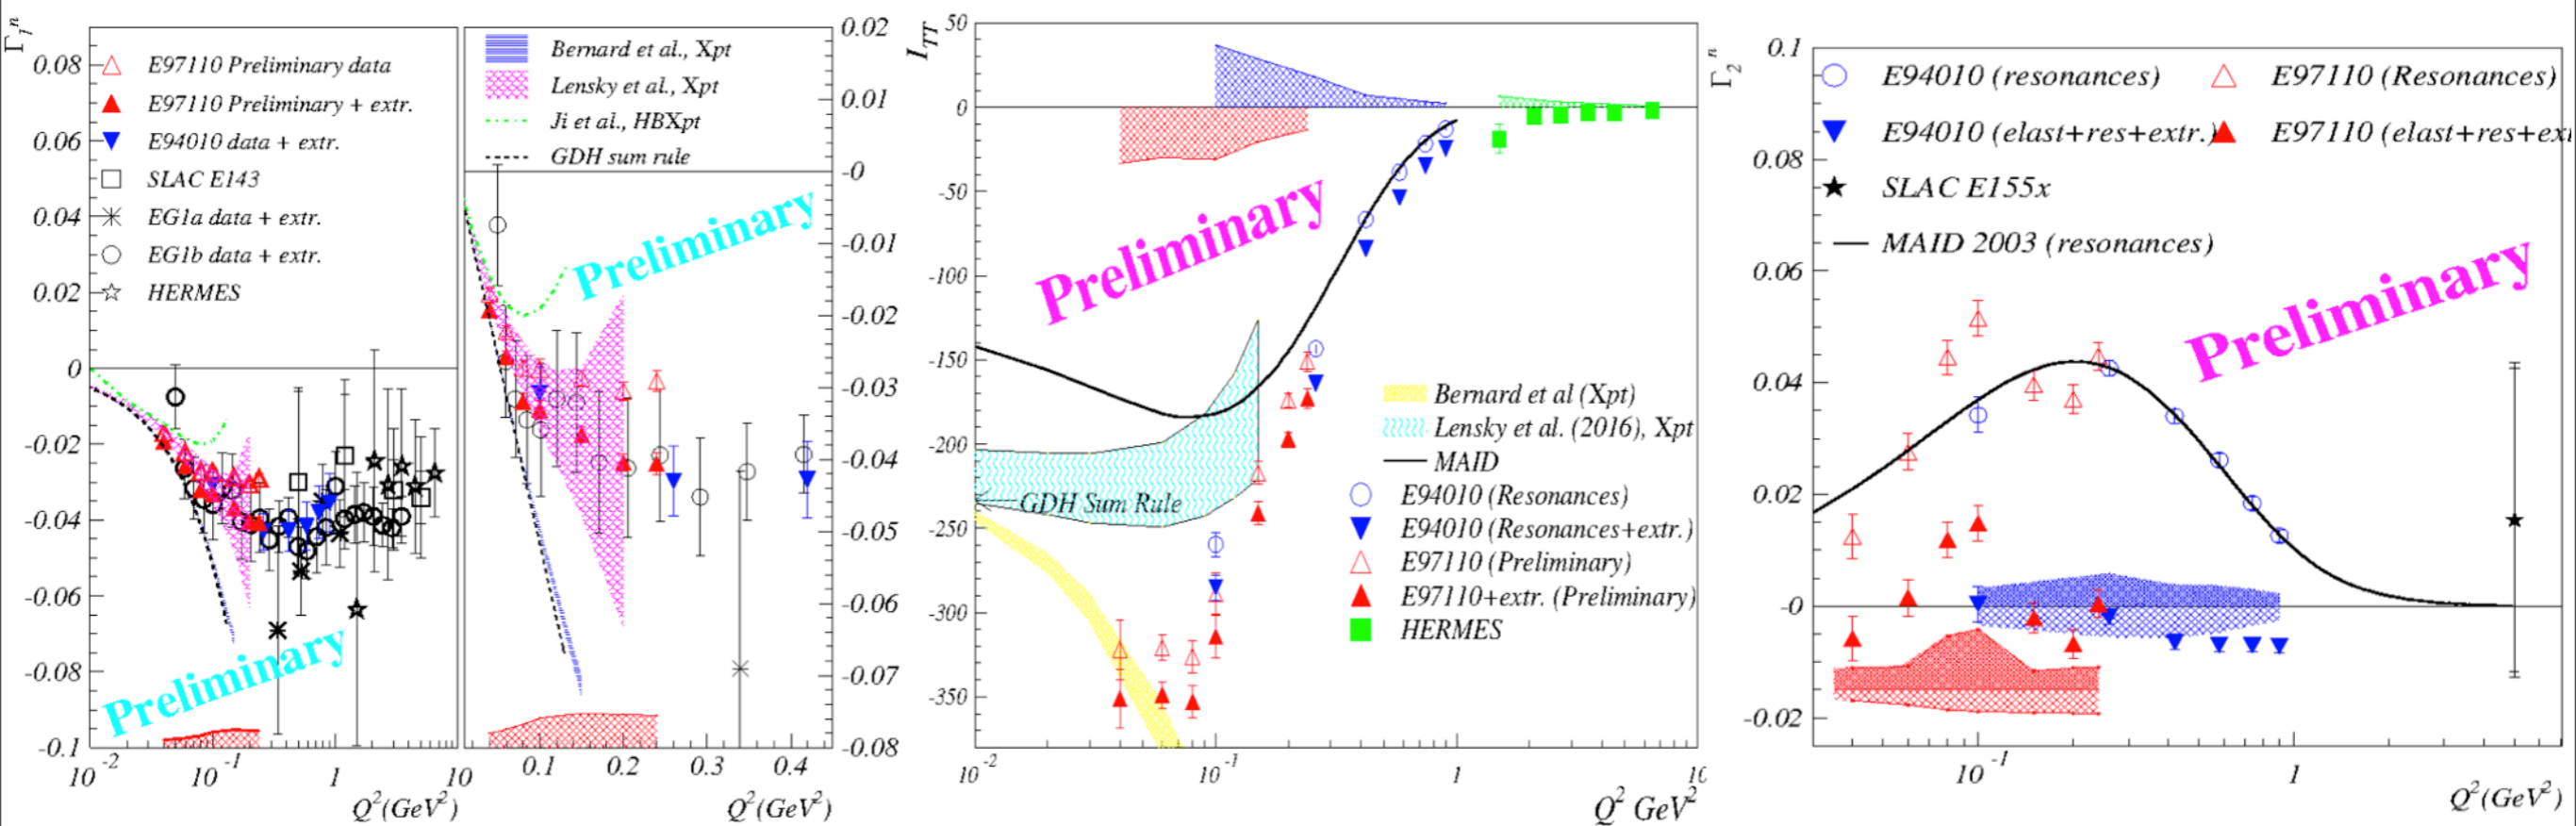 Γ₁ⁿ
0.08
0.06
0.04
0.02
0
-0.02
-0.04
-0.06
-0.08
-0.1
E97110 Preliminary data
E97110 Preliminary + extr.
E94010 data + extr.
SLAC E143
EG1a data + extr.
EG1b data + extr.
HERMES
Preliminary
10⁻²
10⁻¹
1
10
Q²(GeV²)
Bernard et al., Xpt
Lensky et al., Xpt
Ji et al., HBXpt
GDH sum rule
Preliminary
0.02
0.01
-0
-0.01
-0.02
-0.03
-0.04
-0.05
-0.06
-0.07
-0.08
0.1
0.2
0.3
0.4
Q²(GeV²)
I_TT
50
0
-50
-100
-150
-200
-250
-300
-350
Preliminary
GDH Sum Rule
Bernard et al (Xpt)
Lensky et al. (2016), Xpt
MAID
E94010 (Resonances)
E94010 (Resonances+extr.)
E97110 (Preliminary)
E97110+extr. (Preliminary)
HERMES
10⁻²
10⁻¹
1
10
Q² GeV²
Γ₂ⁿ
0.1
0.08
0.06
0.04
0.02
-0
-0.02
E94010 (resonances)
E97110 (Resonances)
E94010 (elast+res+extr.)
E97110 (elast+res+ex
SLAC E155x
MAID 2003 (resonances)
Preliminary
10⁻¹
1
Q²(GeV²)